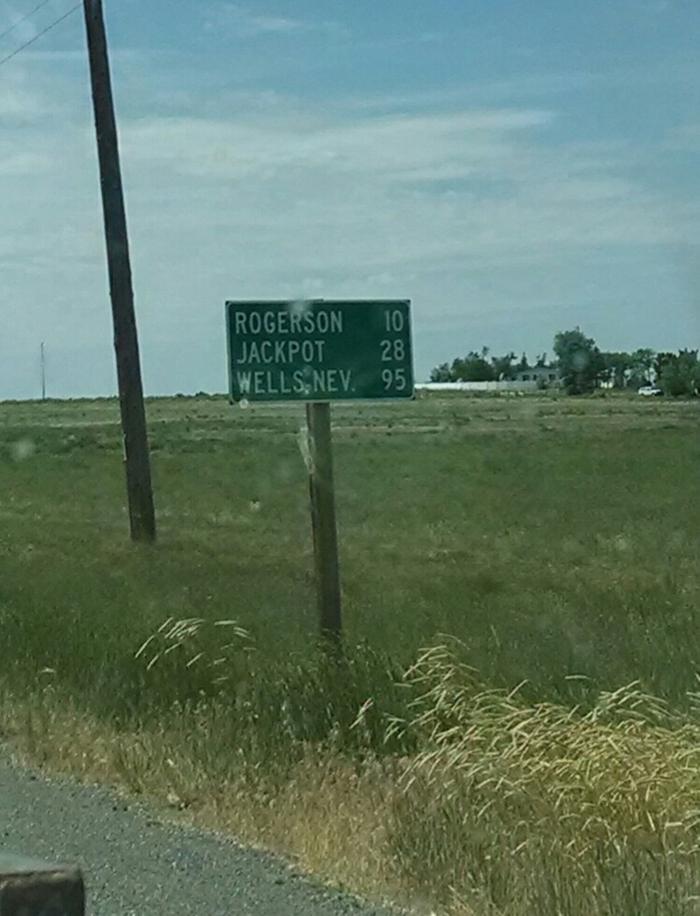 ROGERSON 10
JACKPOT 28
WELLS, NEV. 95